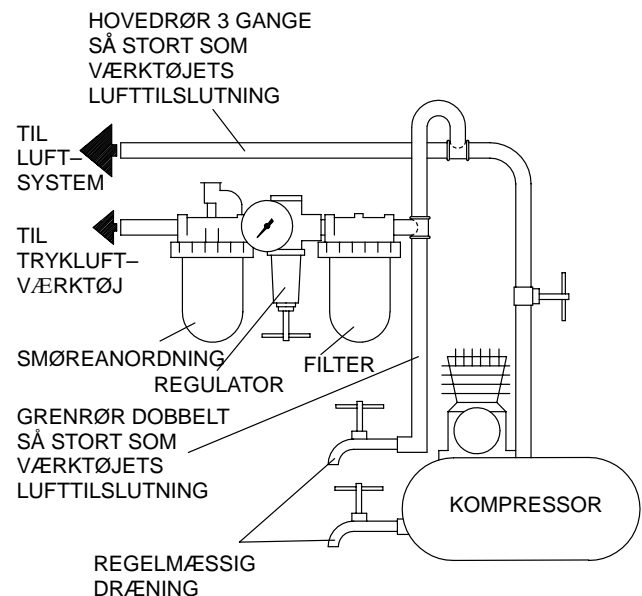 HOVEDRØR 3 GANGE
SÅ STORT SOM
VÆRKTØJETS
LUFTTILSLUTNING
TIL
LUFT–
SYSTEM
TIL
TRYKLUFT–
VÆRKTØJ
SMØREANORDNING
REGULATOR
FILTER
GRENRØR DOBBELT
SÅ STORT SOM
VÆRKTØJETS
LUFTTILSLUTNING
KOMPRESSOR
REGELMÆSSIG
DRÆNING